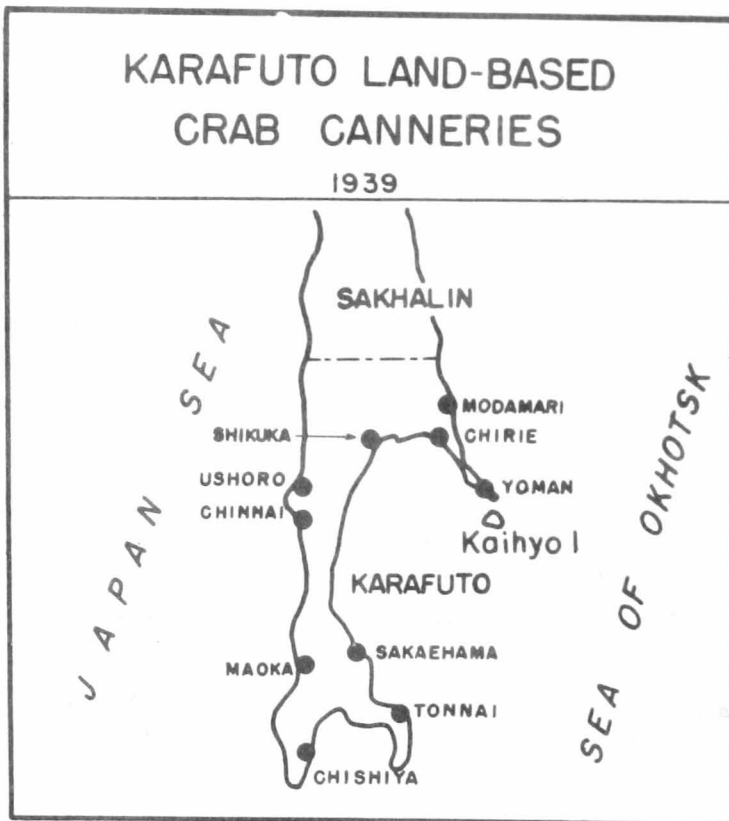 KARAFUTO LAND-BASED
CRAB CANNERIES
1939
SAKHALIN
JAPAN SEA
MODAMARI
SHIKUKA
CHIRIE
USHORO
YOMAN
CHINNAI
Kaihyo I
SEA OF OKHOTSK
KARAFUTO
SAKAEHAMA
MAOKA
TONNAI
CHISHIYA